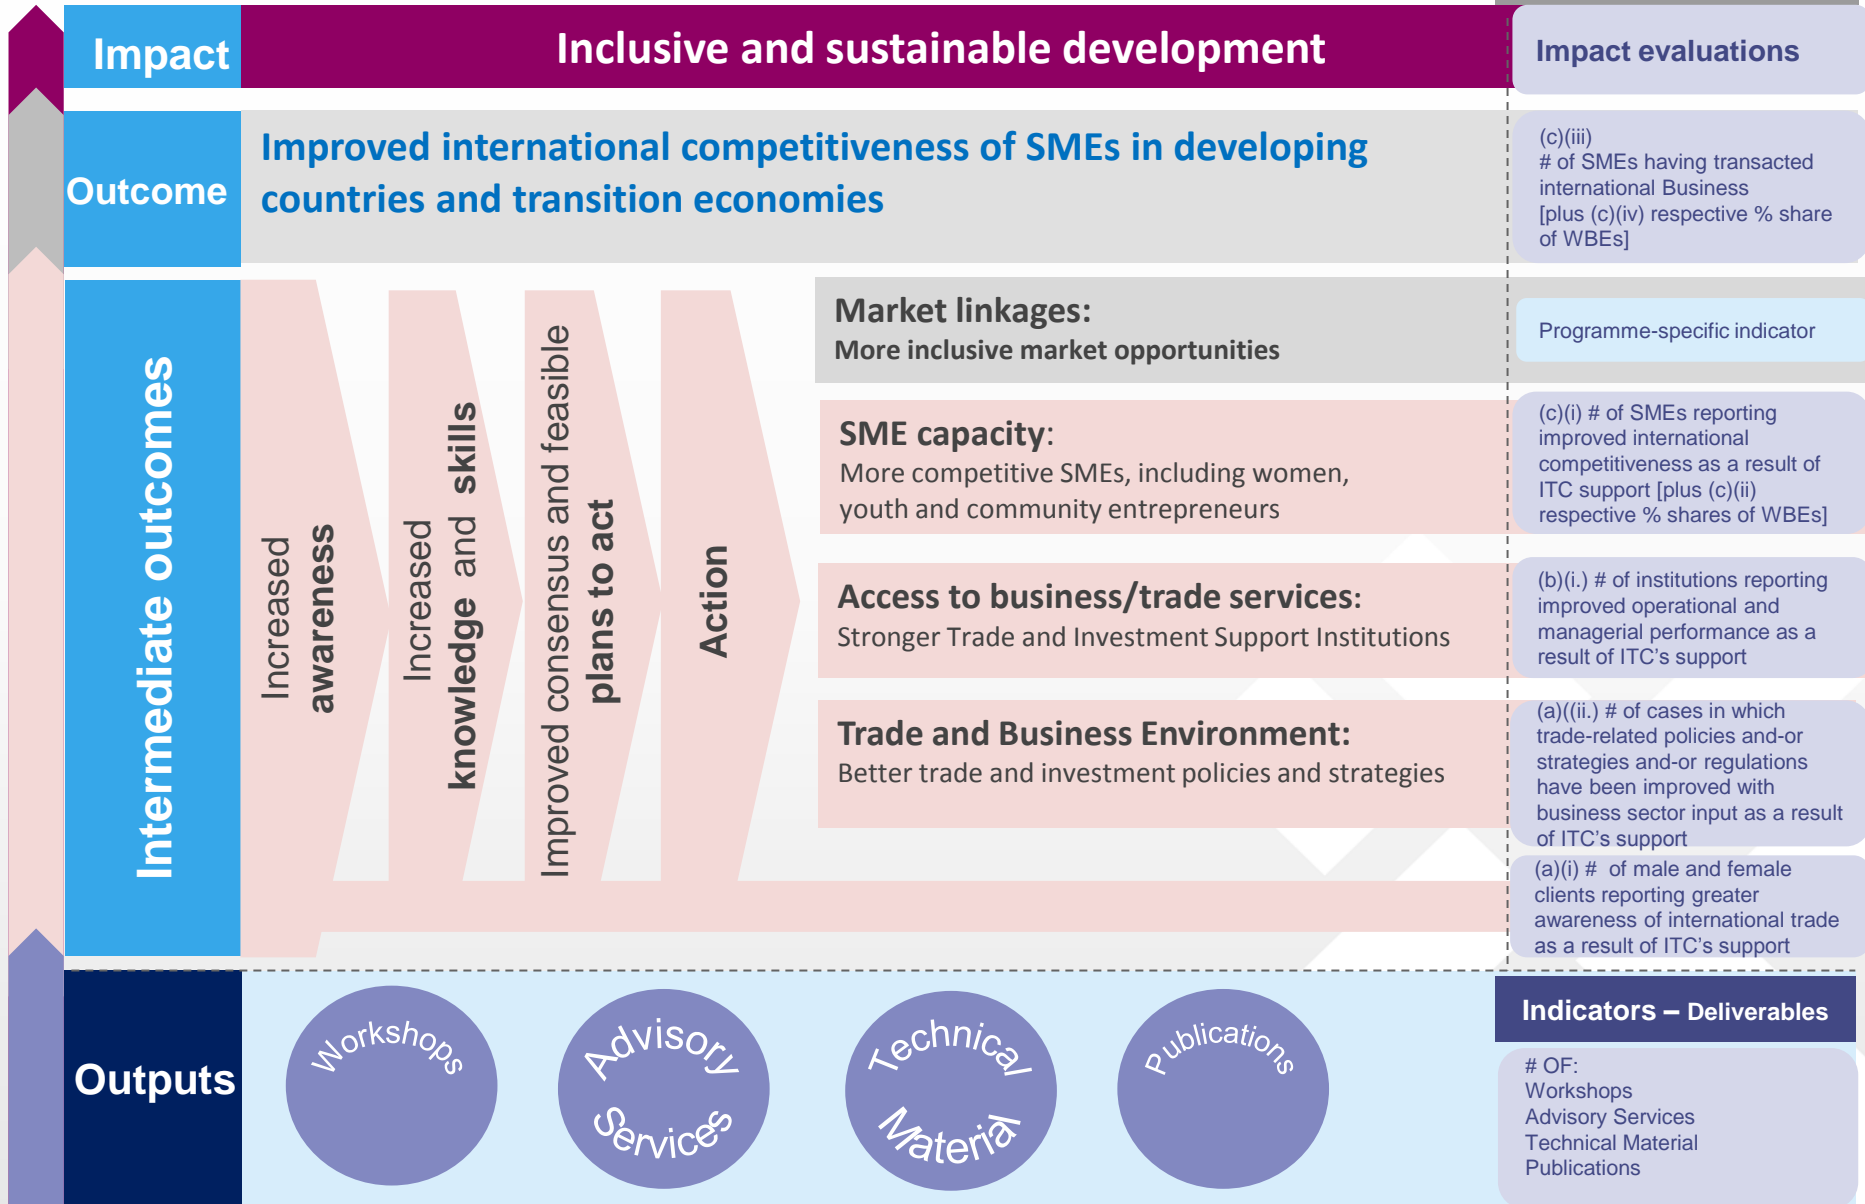 Impact
Inclusive and sustainable development
Impact evaluations
Outcome
Improved international competitiveness of SMEs in developing
countries and transition economies
(c)(iii)
# of SMEs having transacted
international Business
[plus (c)(iv) respective % share
of WBEs]
Intermediate outcomes
Increased
awareness
Increased
knowledge and skills
Improved consensus and feasible
plans to act
Action
Market linkages:
More inclusive market opportunities
Programme-specific indicator
SME capacity:
More competitive SMEs, including women,
youth and community entrepreneurs
(c)(i) # of SMEs reporting
improved international
competitiveness as a result of
ITC support [plus (c)(ii)
respective % shares of WBEs]
Access to business/trade services:
Stronger Trade and Investment Support Institutions
(b)(i.) # of institutions reporting
improved operational and
managerial performance as a
result of ITC's support
Trade and Business Environment:
Better trade and investment policies and strategies
(a)((ii.) # of cases in which
trade-related policies and-or
strategies and-or regulations
have been improved with
business sector input as a result
of ITC's support
(a)(i) # of male and female
clients reporting greater
awareness of international trade
as a result of ITC's support
Outputs
Workshops
Advisory
Services
Technical
Material
Publications
Indicators – Deliverables
# OF:
Workshops
Advisory Services
Technical Material
Publications